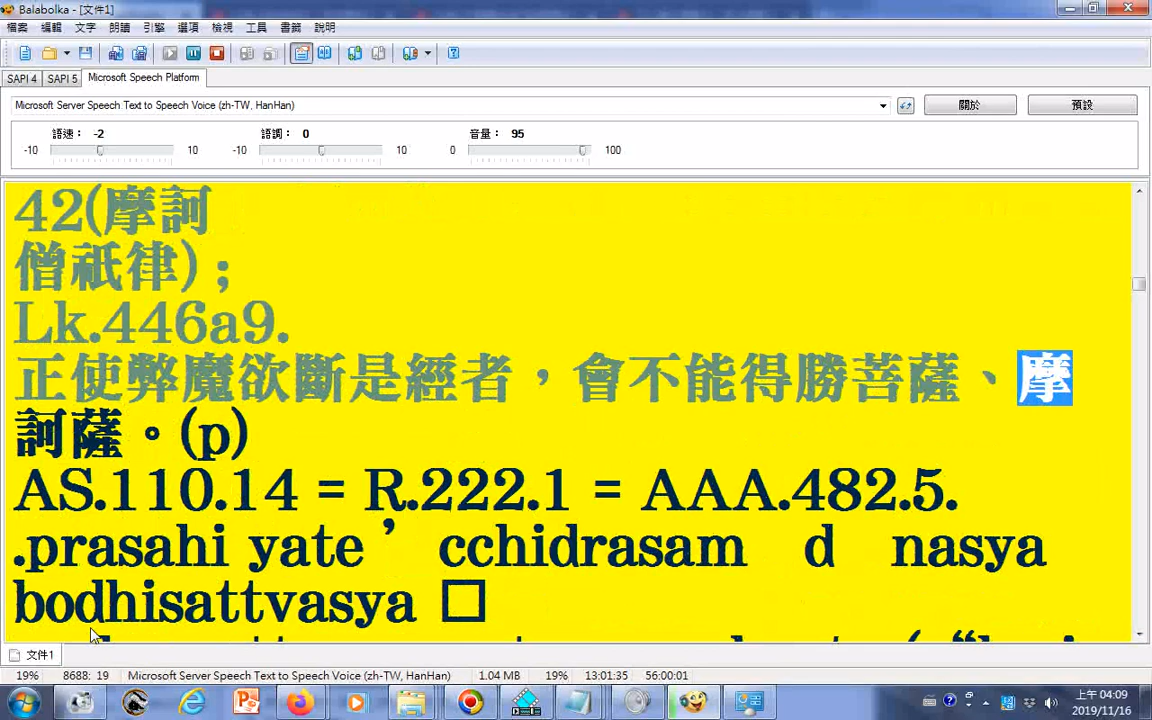 Balabolka - [文件1]
檔案 編輯 文字 朗讀 引擎 選項 檢視 工具 書籤 說明
SAPI 4 SAPI 5 Microsoft Speech Platform
Microsoft Server Speech Text to Speech Voice (zh-TW, HanHan) 關於 預設
語速： -2 語調： 0 音量： 95
-10 10 -10 10 0 100
42(摩訶
僧祇律)；
Lk.446a9.
正使弊魔欲斷是經者，會不能得勝菩薩、摩
訶薩。(p)
AS.110.14 = R.222.1 = AAA.482.5.
.prasahi yate ’ cchidrasam d nasya
bodhisattvasya □
文件1
19% 8688: 19 Microsoft Server Speech Text to Speech Voice (zh-TW, HanHan) 1.04 MB 19% 13:01:35 56:00:01
上午 04:09
2019/11/16